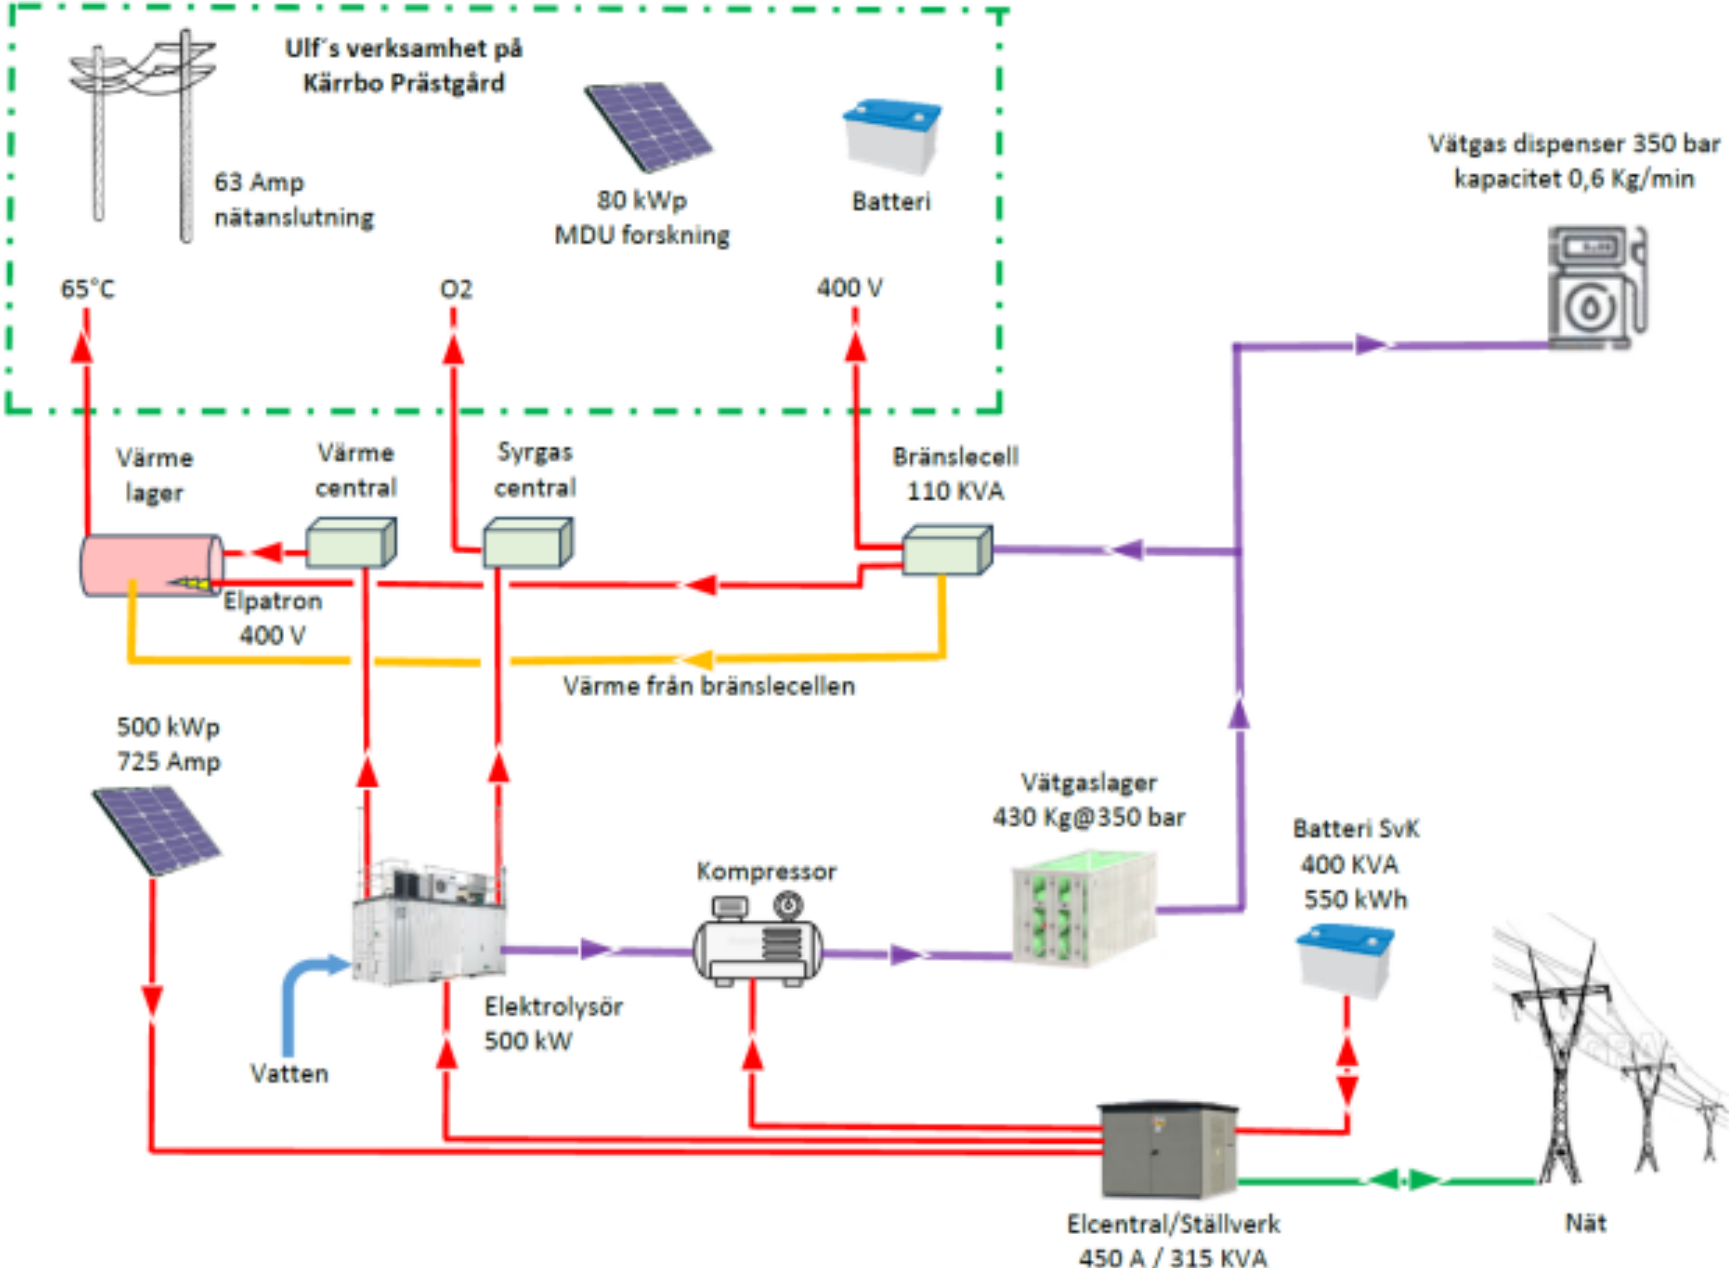 Ulf´s verksamhet på
Kärrbo Prästgård
63 Amp
nätanslutning
80 kWp
MDU forskning
Batteri
Vätgas dispenser 350 bar
kapacitet 0,6 Kg/min
65°C
O2
400 V
Värme
lager
Värme
central
Syrgas
central
Bränslecell
110 KVA
Elpatron
400 V
Värme från bränslecellen
500 kWp
725 Amp
Vätgaslager
430 Kg@350 bar
Batteri SvK
400 KVA
550 kWh
Kompressor
Elektrolysör
500 kW
Vatten
Elcentral/Ställverk
450 A / 315 KVA
Nät